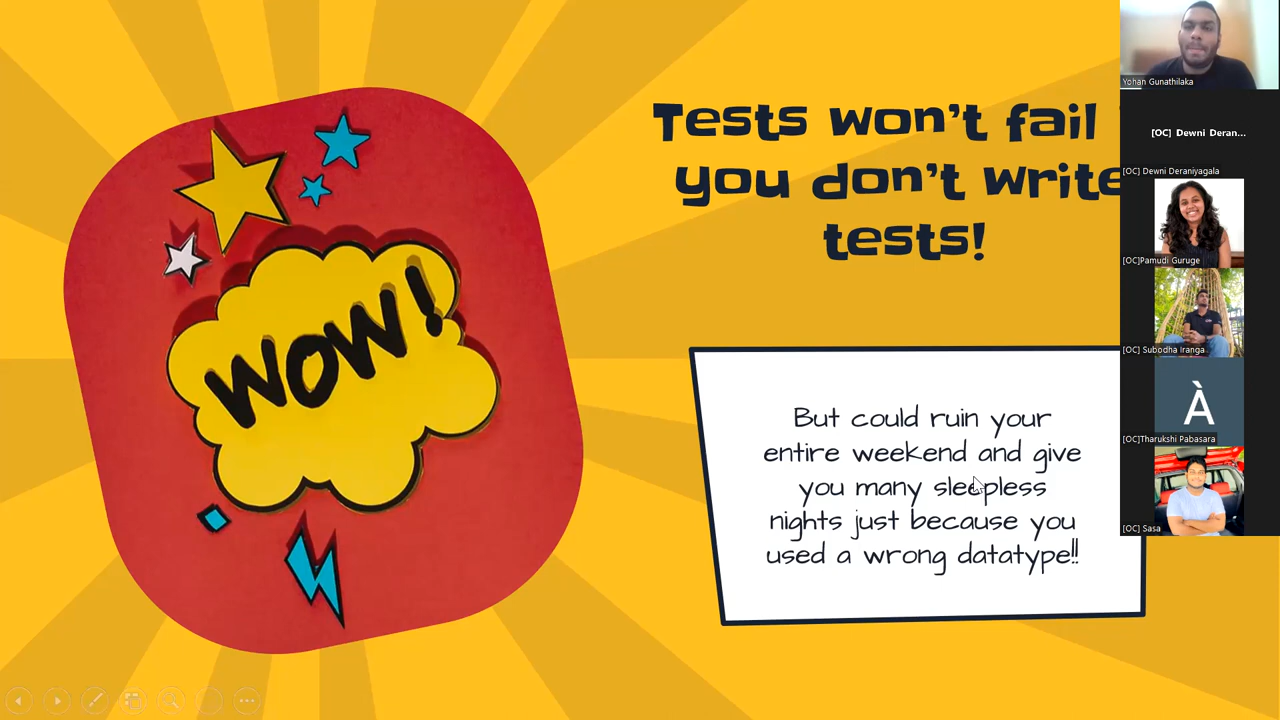 WOW!
Tests won't fail
you don't write
tests!
But could ruin your
entire weekend and give
you many sleepless
nights just because you
used a wrong datatype!!
Yohan Gunathilaka
[OC] Dewni Deran...
[OC] Dewni Deraniyagala
[OC]Pamudi Guruge
[OC] Subodha Iranga
À
[OC]Tharukshi Pabasara
[OC] Sasa